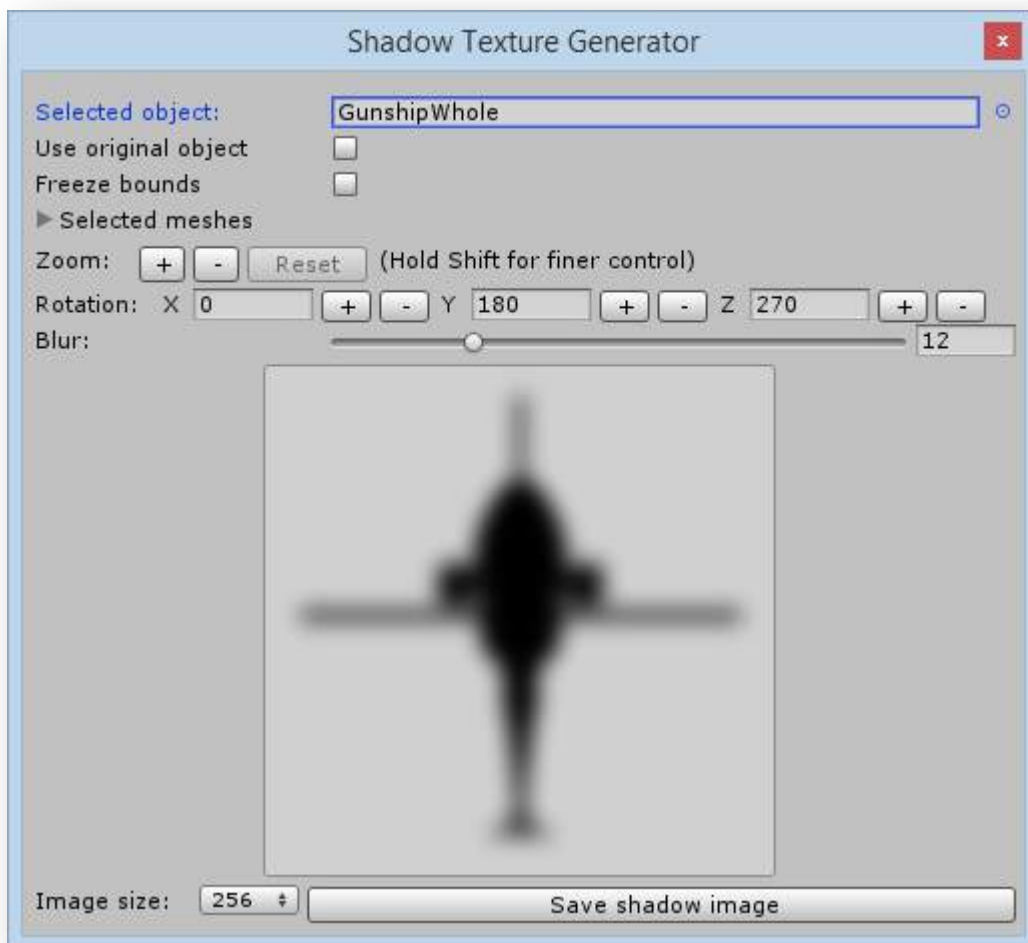 Shadow Texture Generator
x
Selected object: GunshipWhole
Use original object
Freeze bounds
Selected meshes
Zoom: + - Reset (Hold Shift for finer control)
Rotation: X 0 + - Y 180 + - Z 270 + -
Blur: 12
Image size: 256 Save shadow image